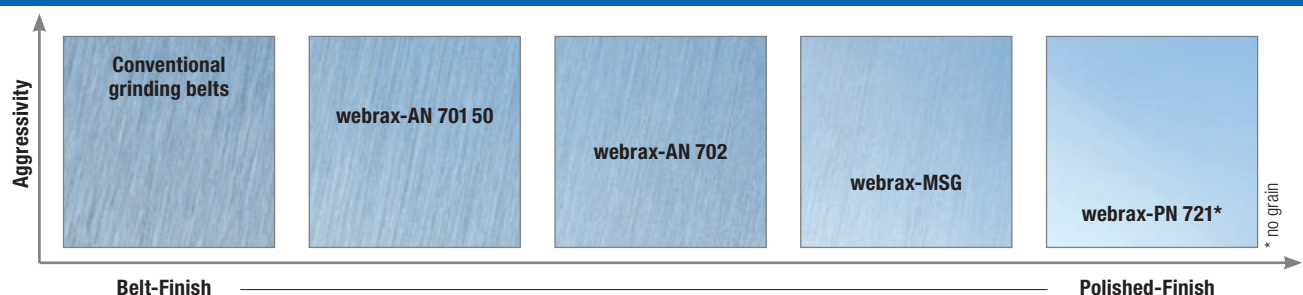 Aggressivity
Conventional
grinding belts
webrax-AN 701 50
webrax-AN 702
webrax-MSG
webrax-PN 721*
* no grain
Belt-Finish
Polished-Finish